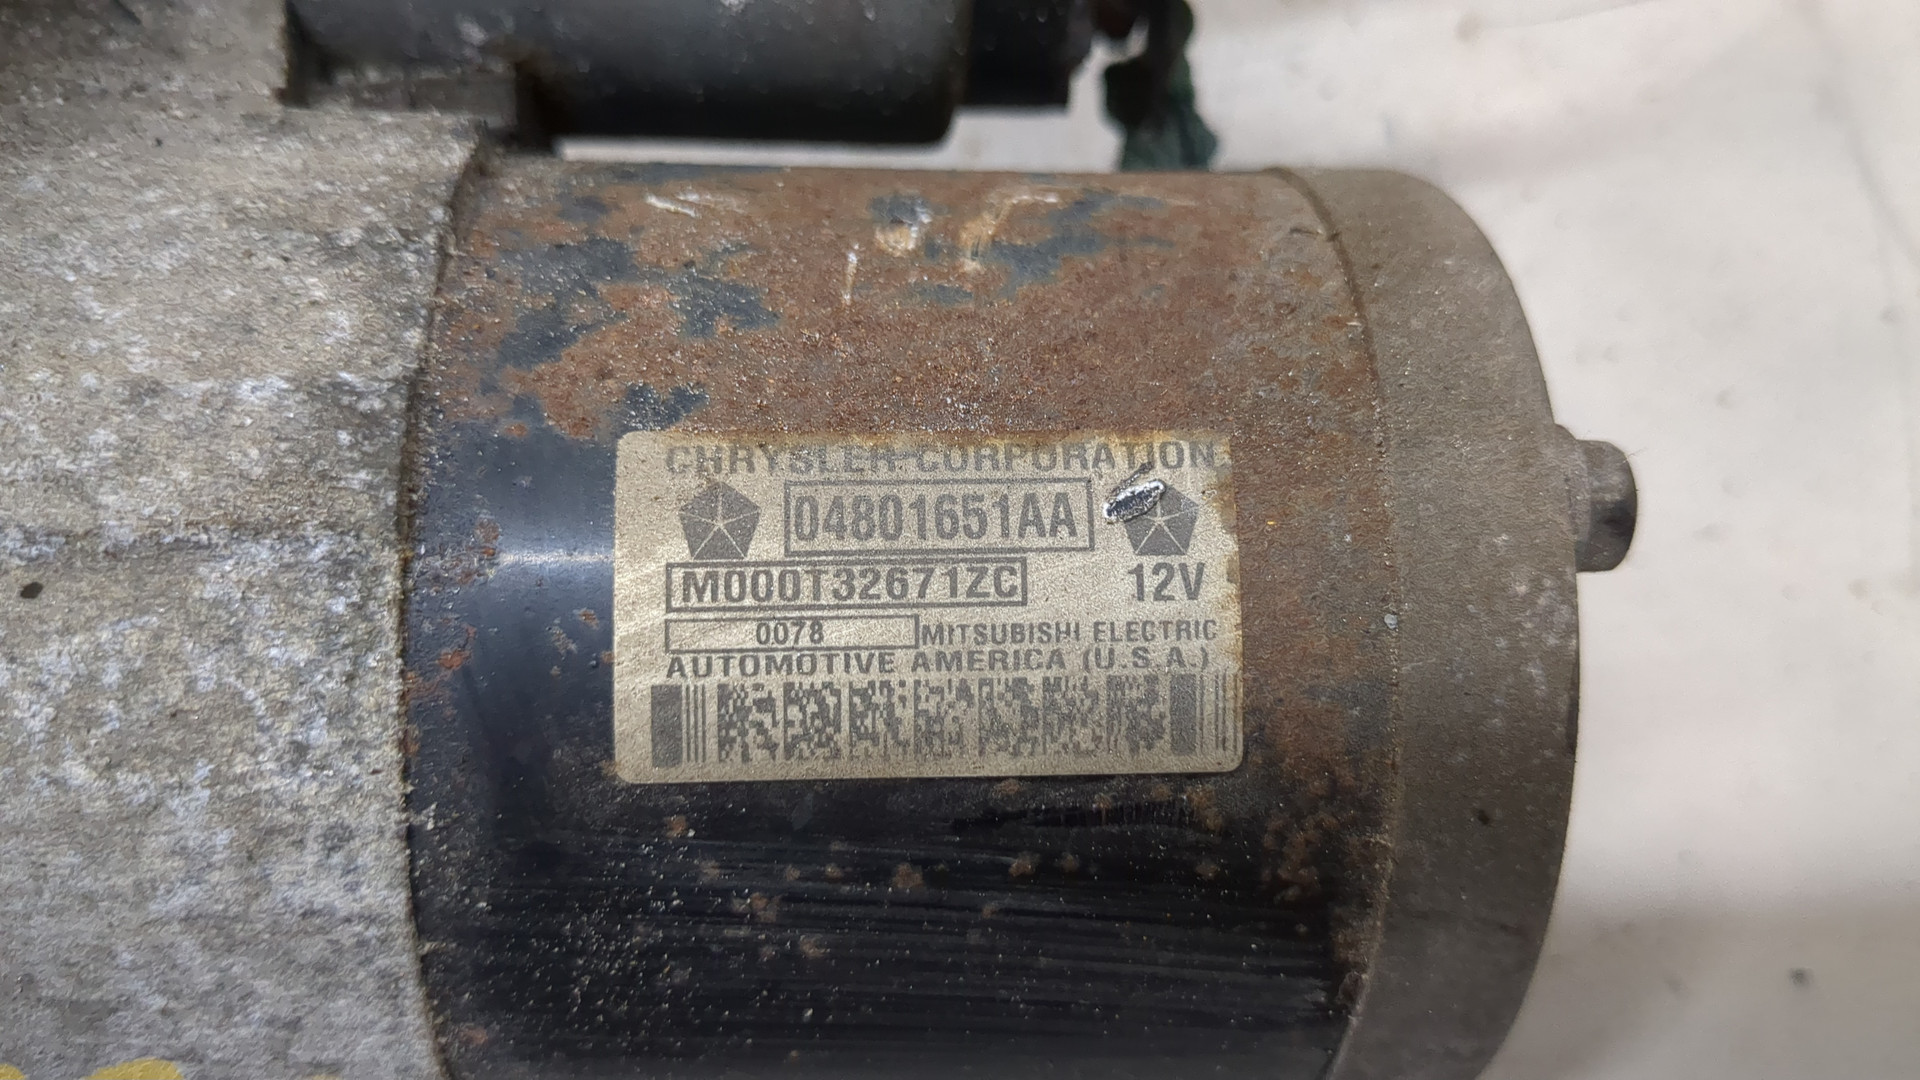 CHRYSLER CORPORATION
04801651AA
M000T32671ZC 12V
0078 MITSUBISHI ELECTRIC
AUTOMOTIVE AMERICA (U.S.A.)